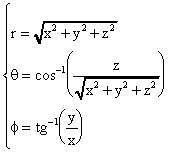 r = √(x² + y² + z²)
θ = cos⁻¹(z / √(x² + y² + z²))
ϕ = tg⁻¹(y / x)